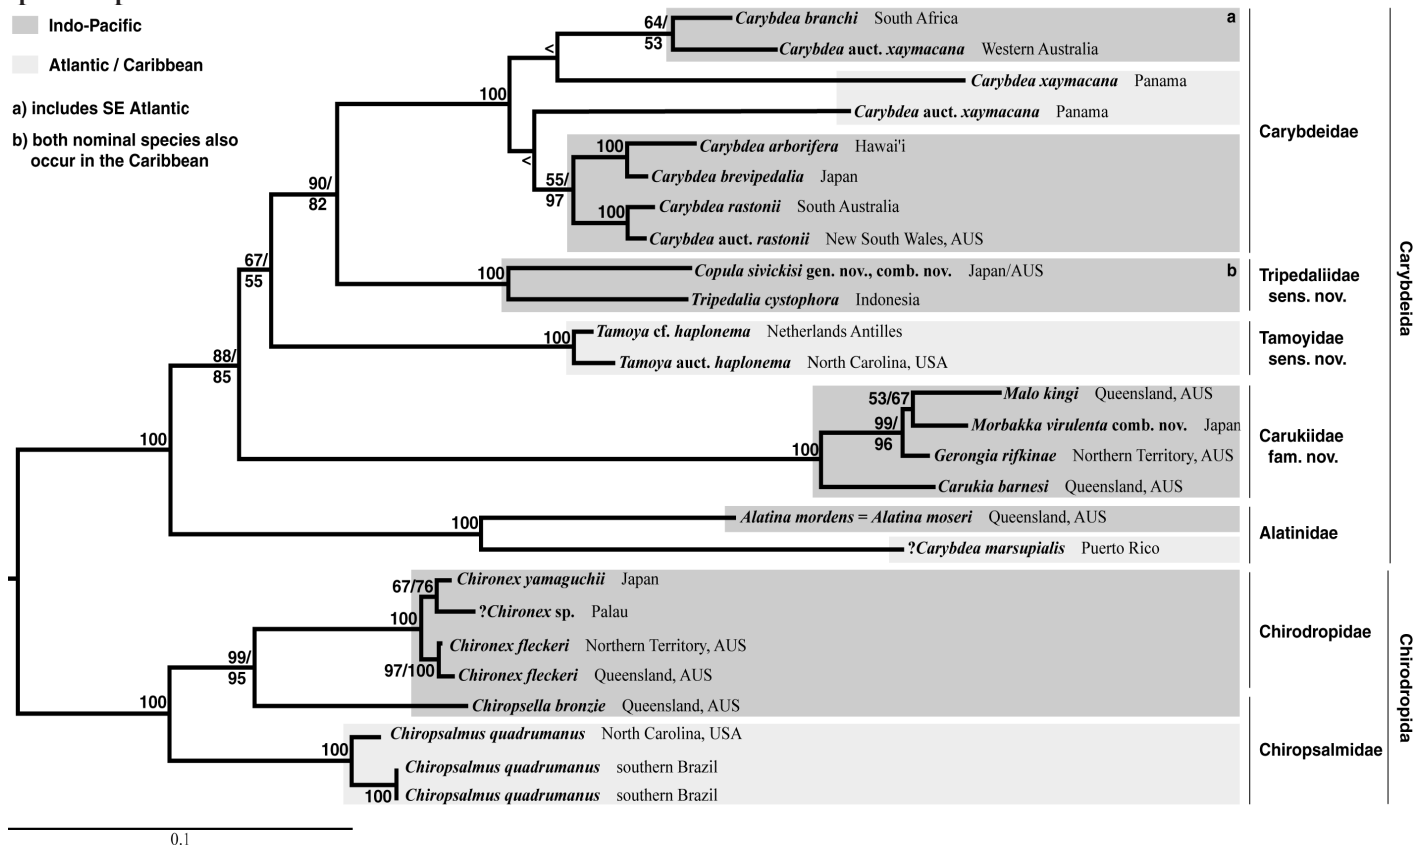 Indo-Pacific
Atlantic / Caribbean
a) includes SE Atlantic
b) both nominal species also
occur in the Caribbean
64/
53
Carybdea branchi South Africa
a
Carybdea auct. xaymacana Western Australia
<
Carybdea xaymacana Panama
100
Carybdea auct. xaymacana Panama
Carybdeidae
<
100
Carybdea arborifera Hawai'i
55/
97
Carybdea brevipedalia Japan
90/
82
100
Carybdea rastonii South Australia
Carybdea auct. rastonii New South Wales, AUS
67/
55
100
Copula sivickisi gen. nov., comb. nov. Japan/AUS
b
Tripedalia cystophora Indonesia
Tripedaliidae
sens. nov.
100
Tamoya cf. haplonema Netherlands Antilles
Tamoya auct. haplonema North Carolina, USA
Tamoyidae
sens. nov.
88/
85
53/67
Malo kingi Queensland, AUS
99/
96
Morbakka virulenta comb. nov. Japan
100
Gerongia rifkinae Northern Territory, AUS
Carukia barnesi Queensland, AUS
Carukiidae
fam. nov.
100
100
Alatina mordens = Alatina moseri Queensland, AUS
?Carybdea marsupialis Puerto Rico
Alatinidae
Carybdeida
67/76
Chironex yamaguchii Japan
?Chironex sp. Palau
100
Chironex fleckeri Northern Territory, AUS
97/100
Chironex fleckeri Queensland, AUS
Chirodropidae
99/
95
Chiropsella bronzie Queensland, AUS
100
Chiropsalmus quadrumanus North Carolina, USA
100
Chiropsalmus quadrumanus southern Brazil
100
Chiropsalmus quadrumanus southern Brazil
Chiropsalmidae
Chirodropida
0.1